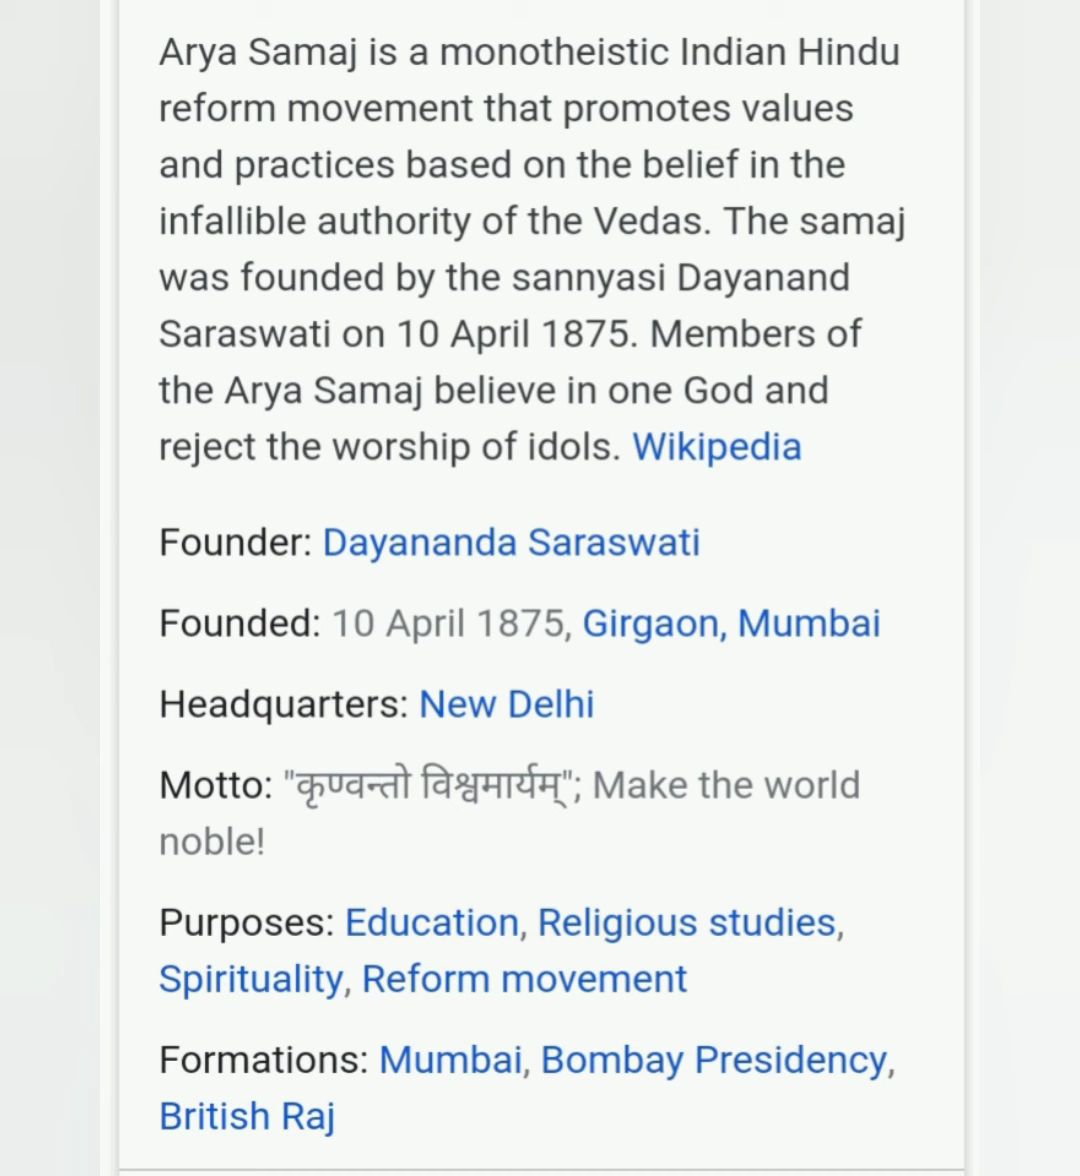 Arya Samaj is a monotheistic Indian Hindu
reform movement that promotes values
and practices based on the belief in the
infallible authority of the Vedas. The samaj
was founded by the sannyasi Dayanand
Saraswati on 10 April 1875. Members of
the Arya Samaj believe in one God and
reject the worship of idols. Wikipedia
Founder: Dayananda Saraswati
Founded: 10 April 1875, Girgaon, Mumbai
Headquarters: New Delhi
Motto: "कृण्वन्तो विश्वमार्यम्"; Make the world
noble!
Purposes: Education, Religious studies,
Spirituality, Reform movement
Formations: Mumbai, Bombay Presidency,
British Raj